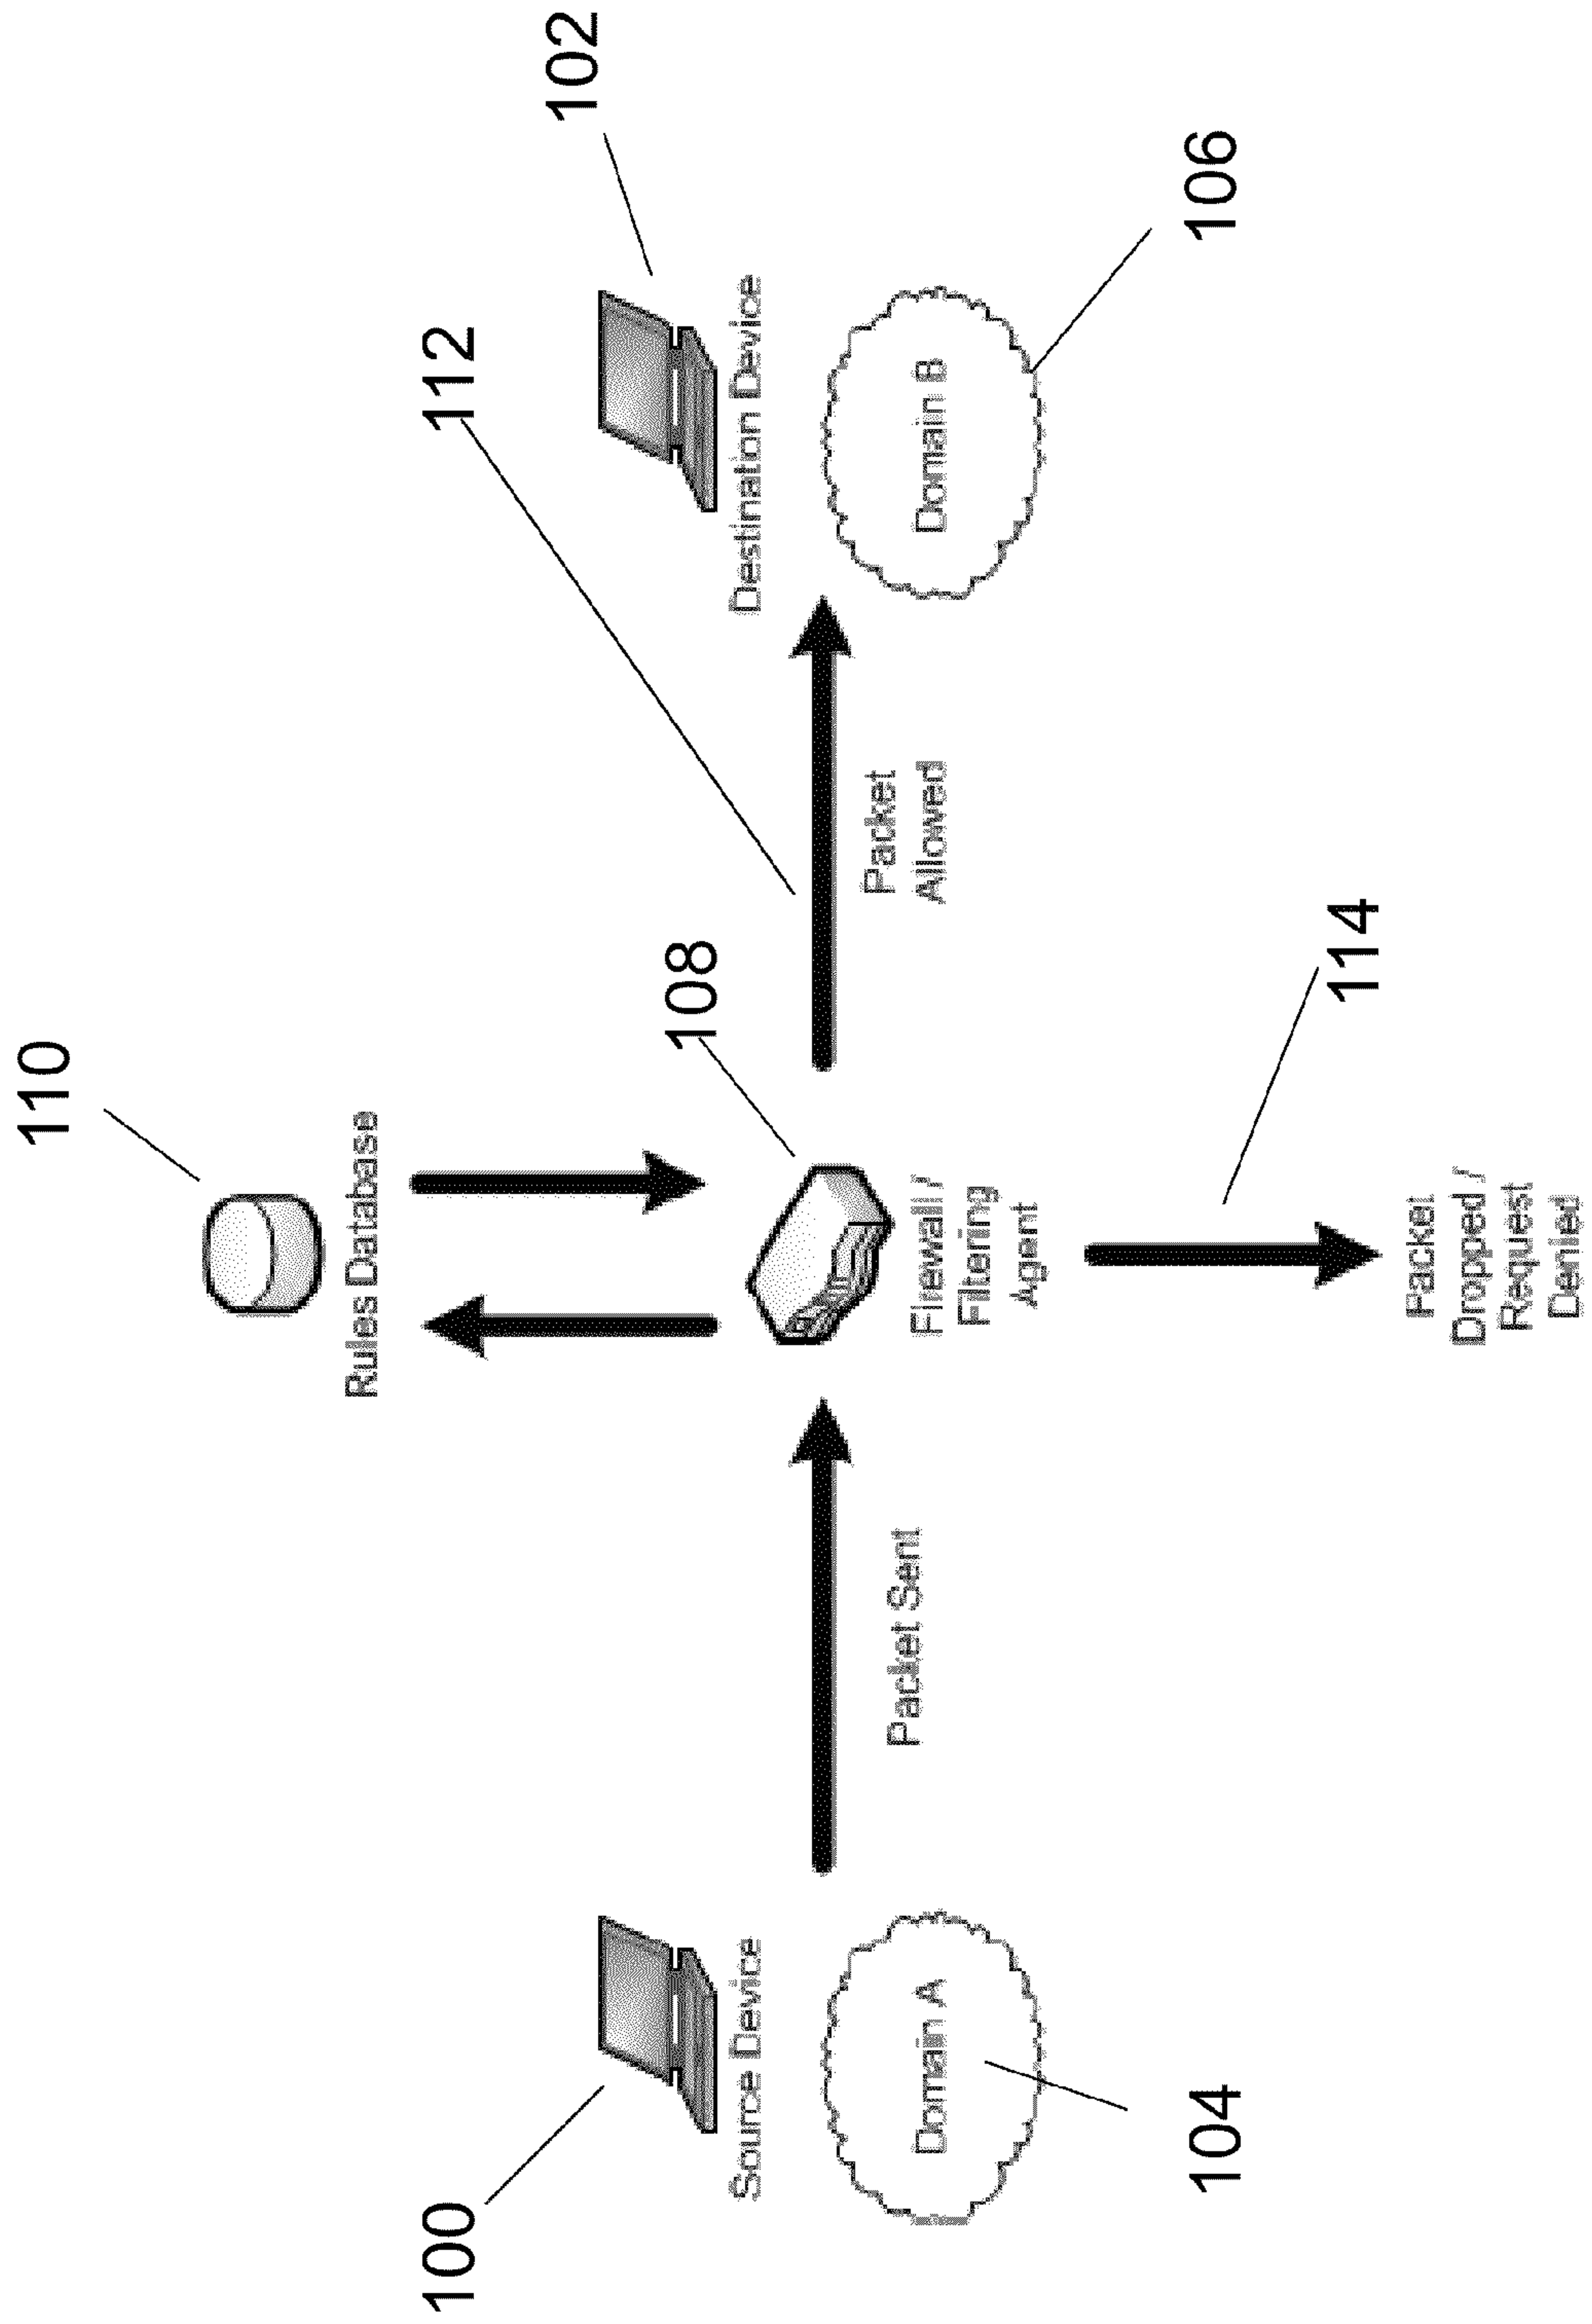 110
Rules Database
112
102
108
100
Source Device
Destination Device
Packet Sent
Firewall/
Filtering
Agent
Packet
Allowed
Domain A
Domain B
104
114
106
Packet
Dropped /
Request
Denied